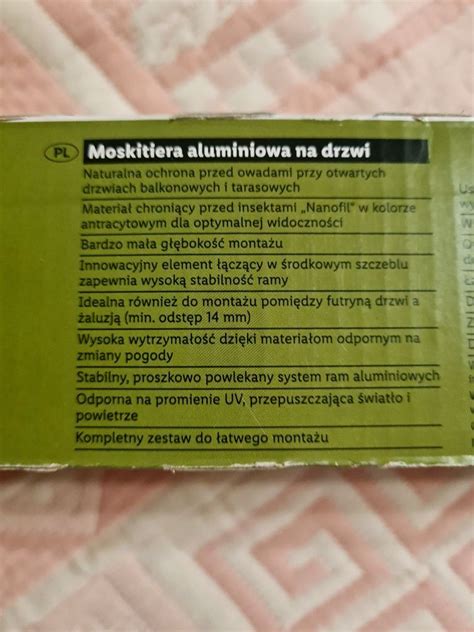 PL Moskitiera aluminiowa na drzwi
Naturalna ochrona przed owadami przy otwartych
drzwiach balkonowych i tarasowych
Materiał chroniący przed insektami „Nanofil” w kolorze
antracytowym dla optymalnej widoczności
Bardzo mała głębokość montażu
Innowacyjny element łączący w środkowym szczeblu
zapewnia wysoką stabilność ramy
Idealna również do montażu pomiędzy futryną drzwi a
żaluzją (min. odstęp 14 mm)
Wysoka wytrzymałość dzięki materiałom odpornym na
zmiany pogody
Stabilny, proszkowo powlekany system ram aluminiowych
Odporna na promienie UV, przepuszczająca światło i
powietrze
Kompletny zestaw do łatwego montażu